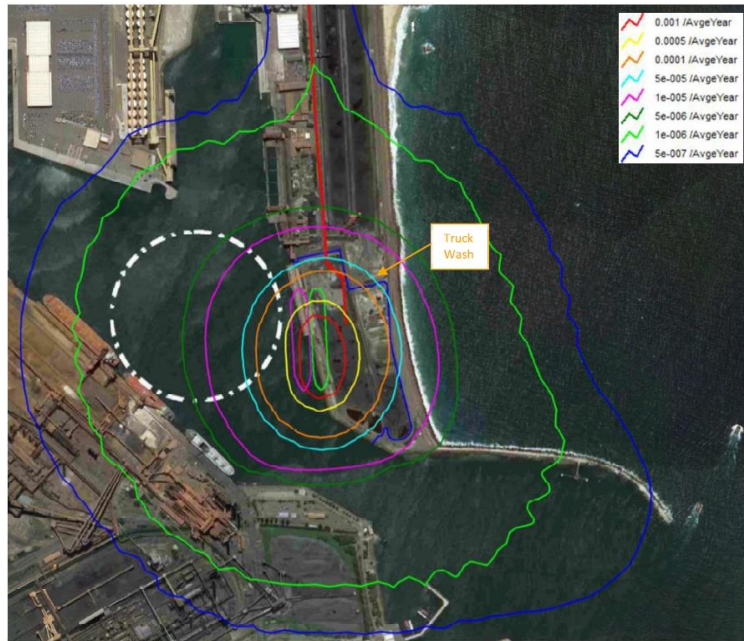 0.001 /AvgeYear
0.0005 /AvgeYear
0.0001 /AvgeYear
5e-005 /AvgeYear
1e-005 /AvgeYear
5e-006 /AvgeYear
1e-006 /AvgeYear
5e-007 /AvgeYear
Truck
Wash